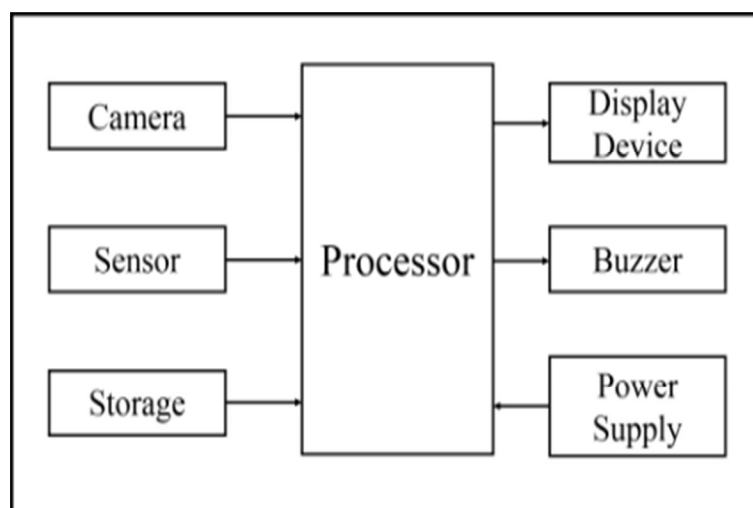 Camera
Sensor
Storage
Processor
Display
Device
Buzzer
Power
Supply